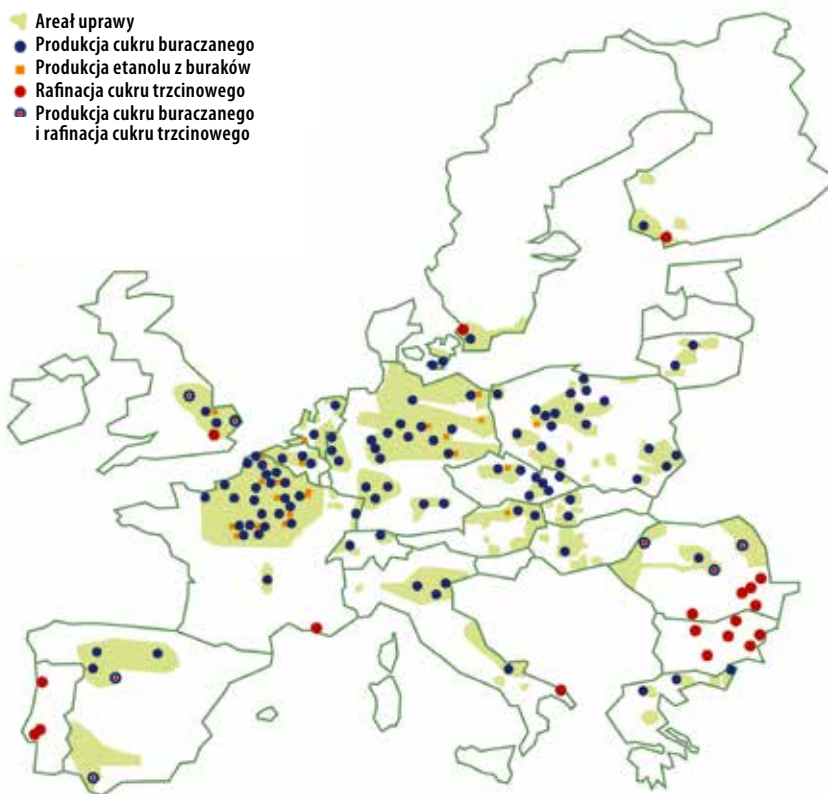 Areał uprawy
Produkcja cukru buraczanego
Produkcja etanolu z buraków
Rafinacja cukru trzcinowego
Produkcja cukru buraczanego
i rafinacja cukru trzcinowego